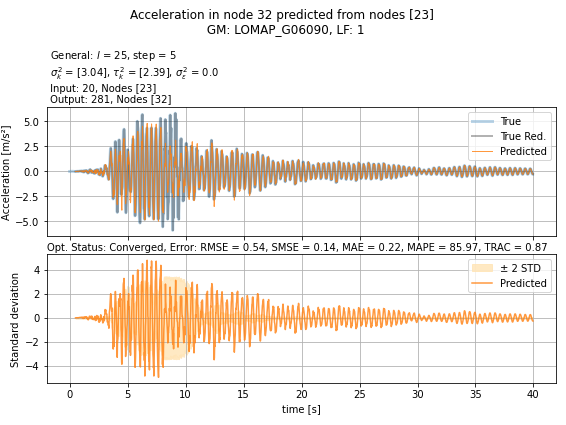 Acceleration in node 32 predicted from nodes [23]
GM: LOMAP_G06090, LF: 1
General: l = 25, step = 5
σ²ₖ = [3.04], τ²ₖ = [2.39], σ²_ε = 0.0
Input: 20, Nodes [23]
Output: 281, Nodes [32]
Acceleration [m/s²]
5.0
2.5
0.0
−2.5
−5.0
True
True Red.
Predicted
Opt. Status: Converged, Error: RMSE = 0.54, SMSE = 0.14, MAE = 0.22, MAPE = 85.97, TRAC = 0.87
Standard deviation
4
2
0
−2
−4
± 2 STD
Predicted
0 5 10 15 20 25 30 35 40
time [s]